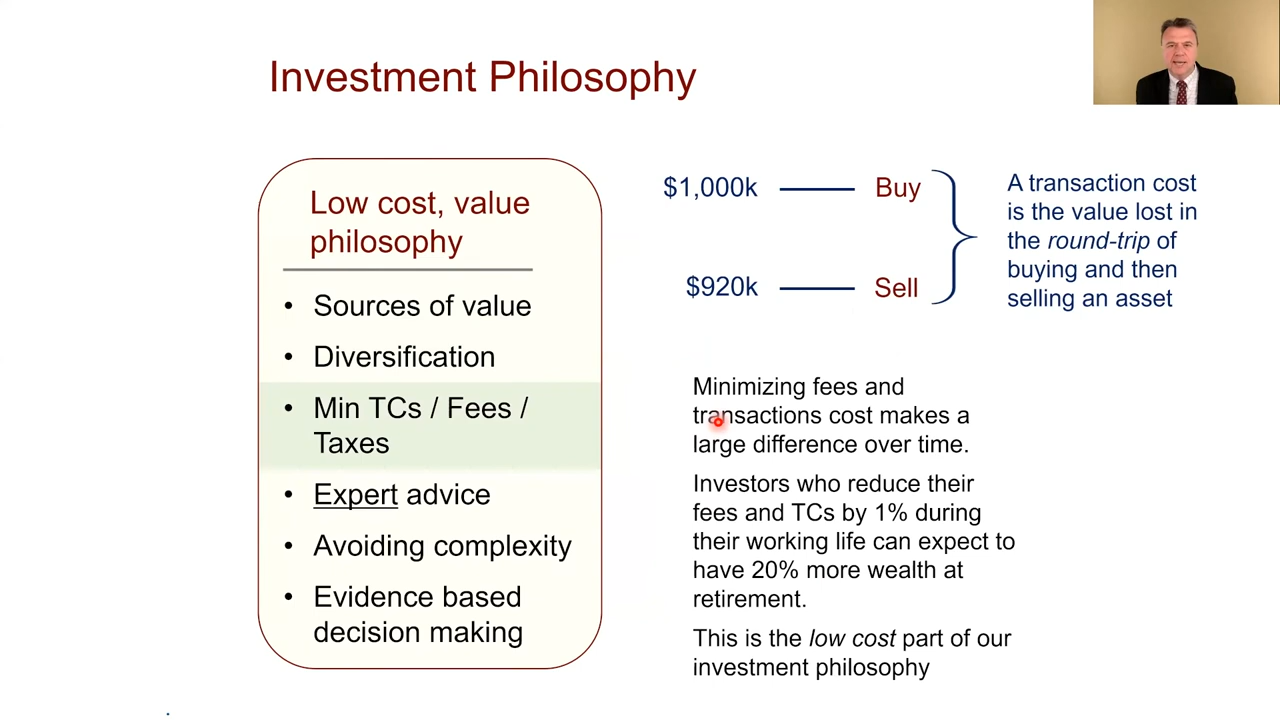 Investment Philosophy
Low cost, value
philosophy
• Sources of value
• Diversification
• Min TCs / Fees /
Taxes
• Expert advice
• Avoiding complexity
• Evidence based
decision making
$1,000k
Buy
$920k
Sell
A transaction cost
is the value lost in
the round-trip of
buying and then
selling an asset
Minimizing fees and
transactions cost makes a
large difference over time.
Investors who reduce their
fees and TCs by 1% during
their working life can expect to
have 20% more wealth at
retirement.
This is the low cost part of our
investment philosophy